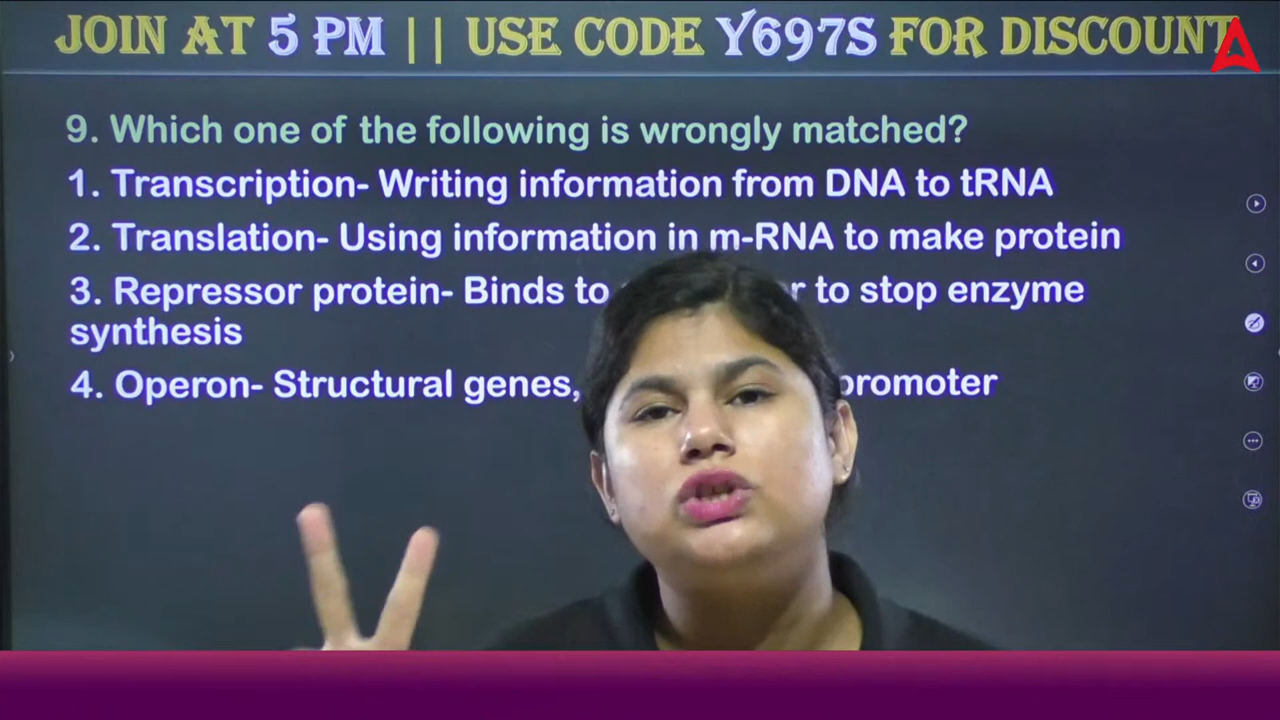 JOIN AT 5 PM || USE CODE Y697S FOR DISCOUNT
9. Which one of the following is wrongly matched?
1. Transcription- Writing information from DNA to tRNA
2. Translation- Using information in m-RNA to make protein
3. Repressor protein- Binds to to stop enzyme
synthesis
4. Operon- Structural genes, promoter